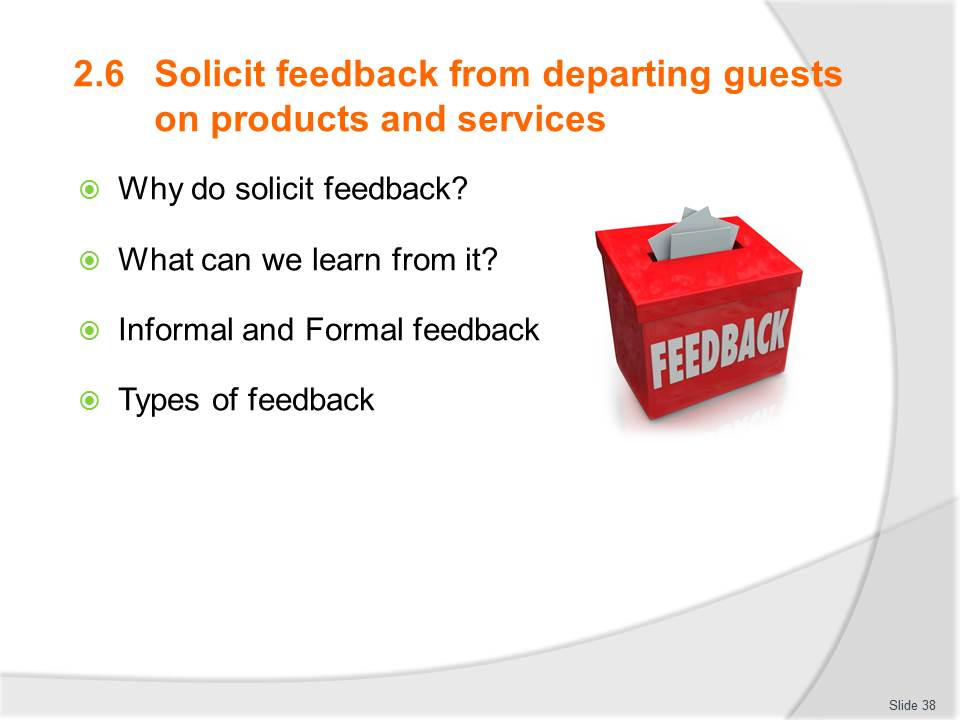 2.6 Solicit feedback from departing guests
on products and services
Why do solicit feedback?
What can we learn from it?
Informal and Formal feedback
Types of feedback
FEEDBACK
Slide 38